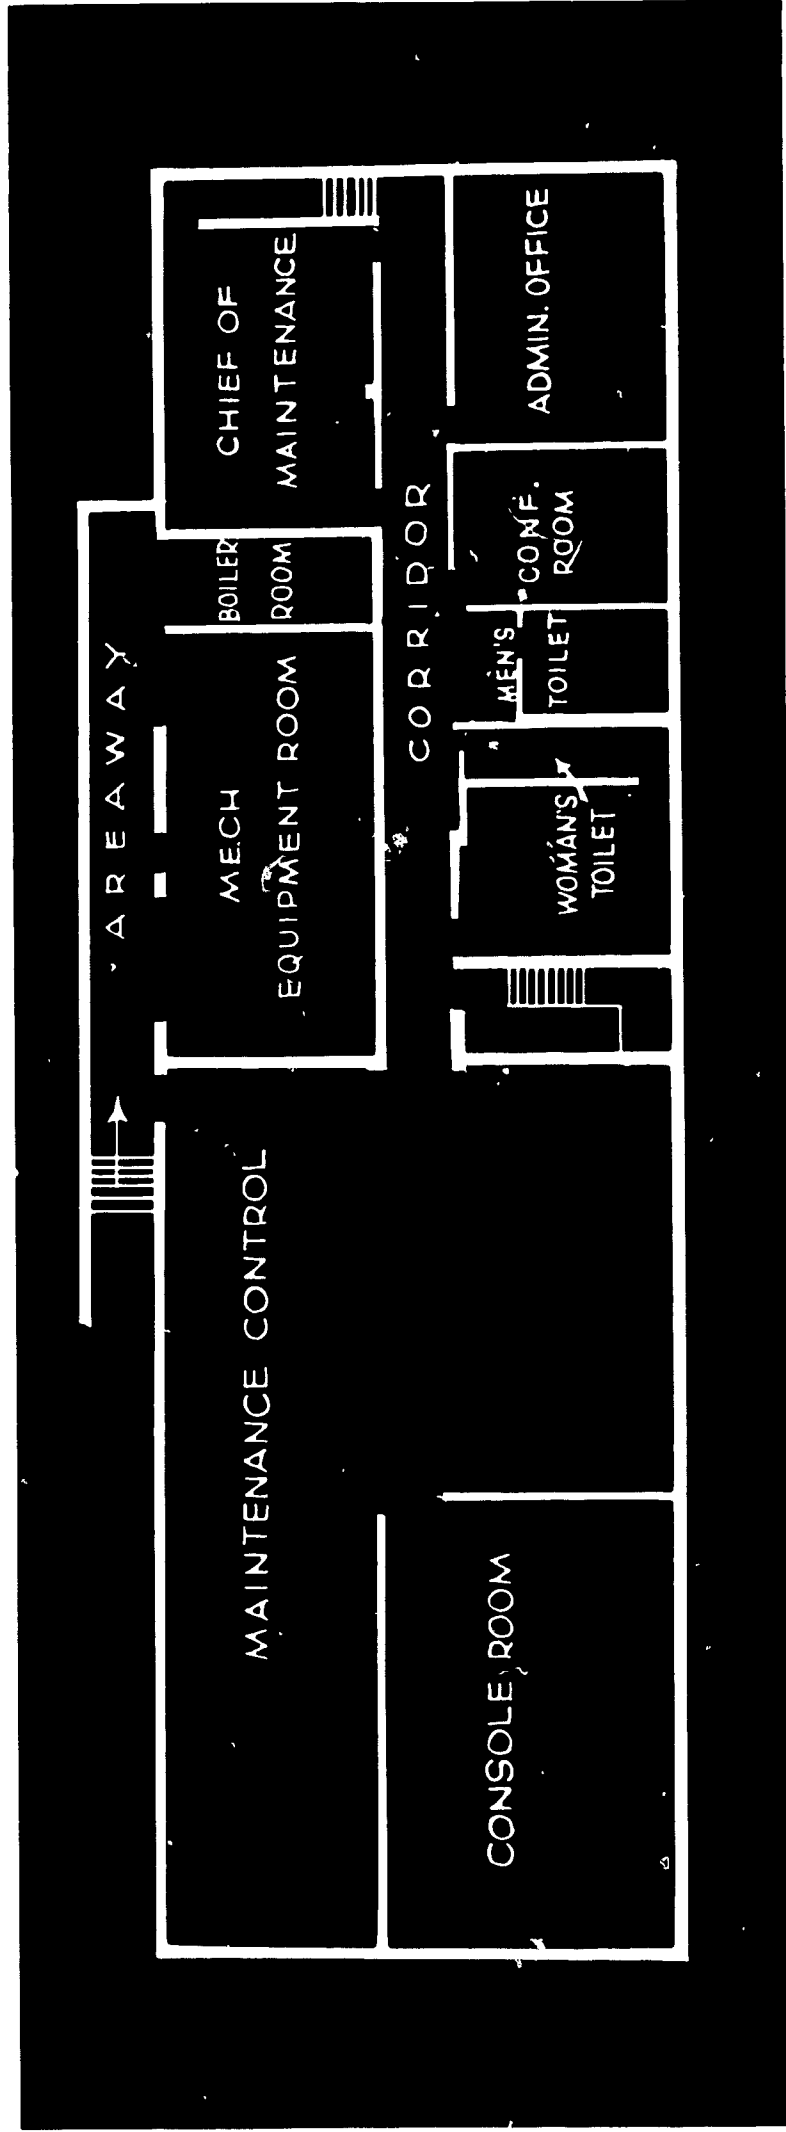 AREAWAY
CHIEF OF
MAINTENANCE
BOILER
ROOM
MECH
EQUIPMENT ROOM
MAINTENANCE CONTROL
CORRIDOR
ADMIN. OFFICE
CONF.
ROOM
MEN'S
TOILET
WOMAN'S
TOILET
CONSOLE ROOM